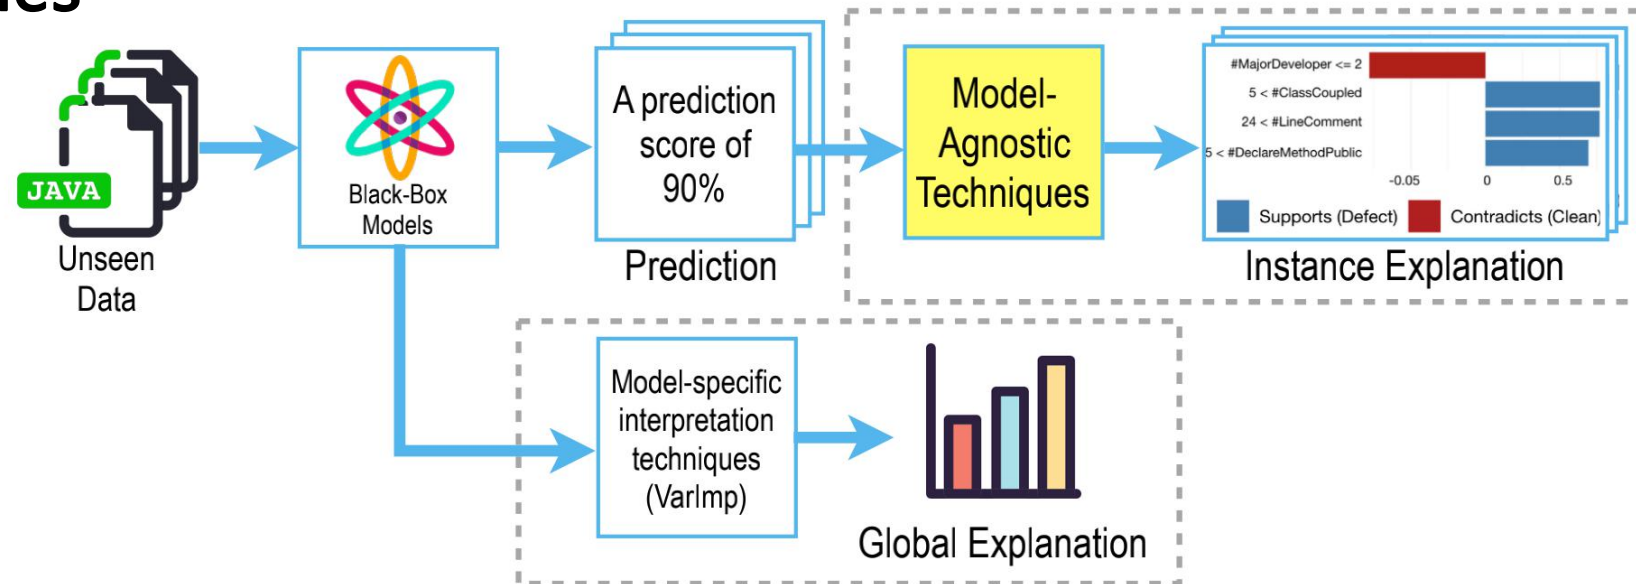 JAVA
Unseen
Data
Black-Box
Models
A prediction
score of
90%
Prediction
Model-
Agnostic
Techniques
#MajorDeveloper <= 2
5 < #ClassCoupled
24 < #LineComment
5 < #DeclareMethodPublic
-0.05 0 0.5
Supports (Defect) Contradicts (Clean)
Instance Explanation
Model-specific
interpretation
techniques
(VarImp)
Global Explanation